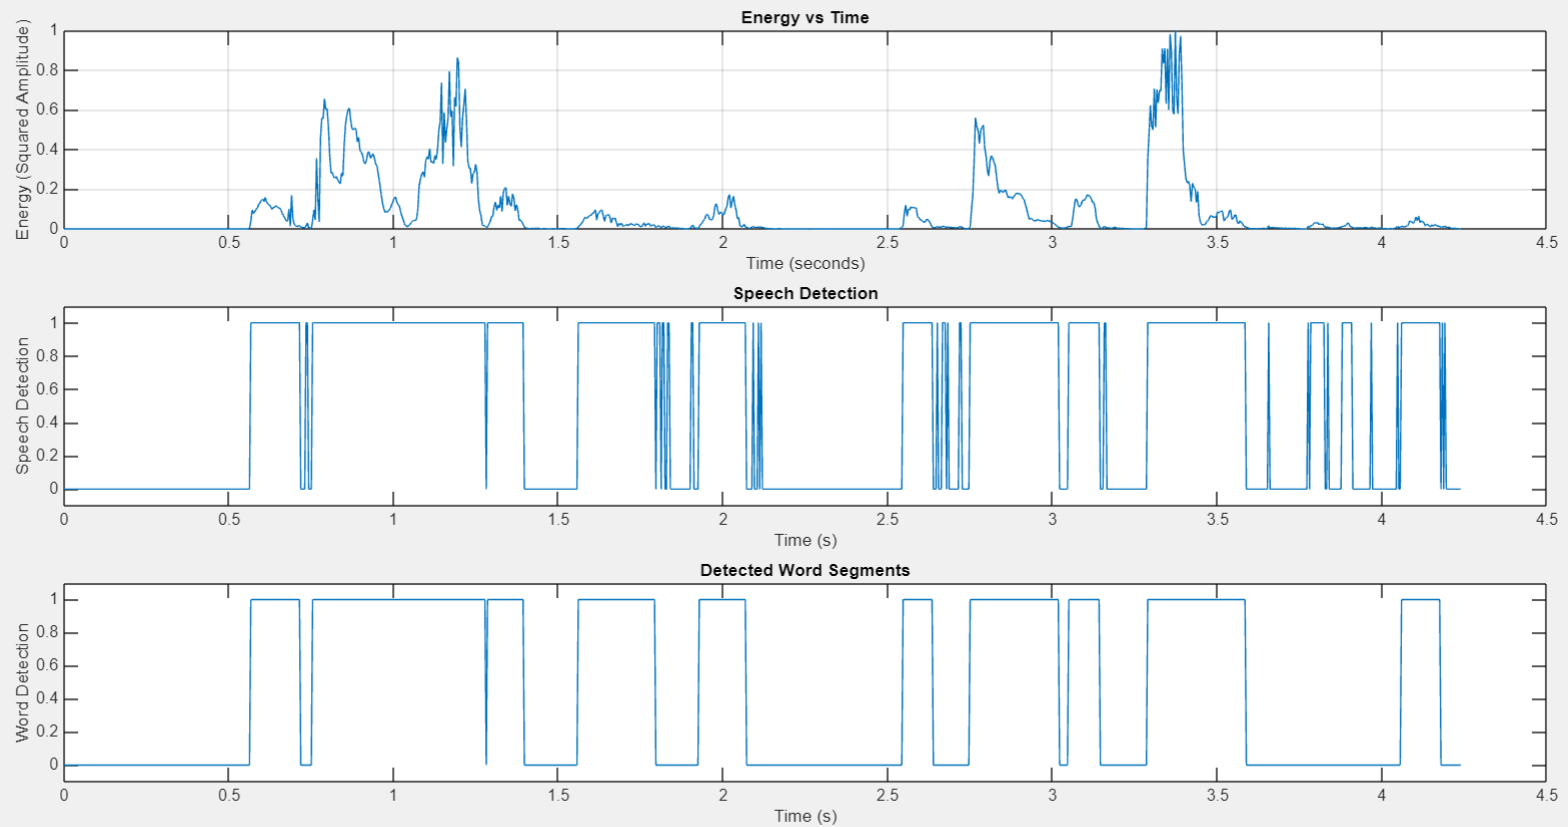 Energy vs Time
Energy (Squared Amplitude)
1
0.8
0.6
0.4
0.2
0
0 0.5 1 1.5 2 2.5 3 3.5 4 4.5
Time (seconds)
Speech Detection
Speech Detection
1
0.8
0.6
0.4
0.2
0
0 0.5 1 1.5 2 2.5 3 3.5 4 4.5
Time (s)
Detected Word Segments
Word Detection
1
0.8
0.6
0.4
0.2
0
0 0.5 1 1.5 2 2.5 3 3.5 4 4.5
Time (s)